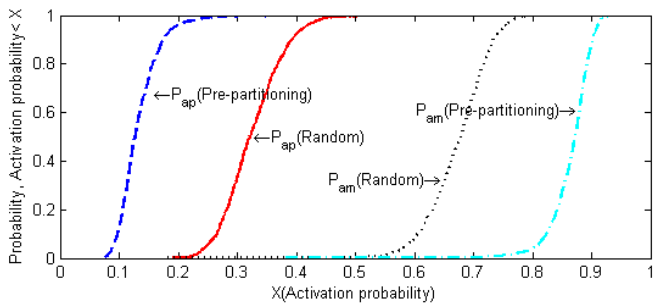 Probability, Activation probability< X
1
0.8
0.6
0.4
0.2
0
←P_ap(Pre-partitioning)
P_am(Pre-partitioning)→
←P_ap(Random)
P_am(Random)→
0 0.1 0.2 0.3 0.4 0.5 0.6 0.7 0.8 0.9 1
X(Activation probability)